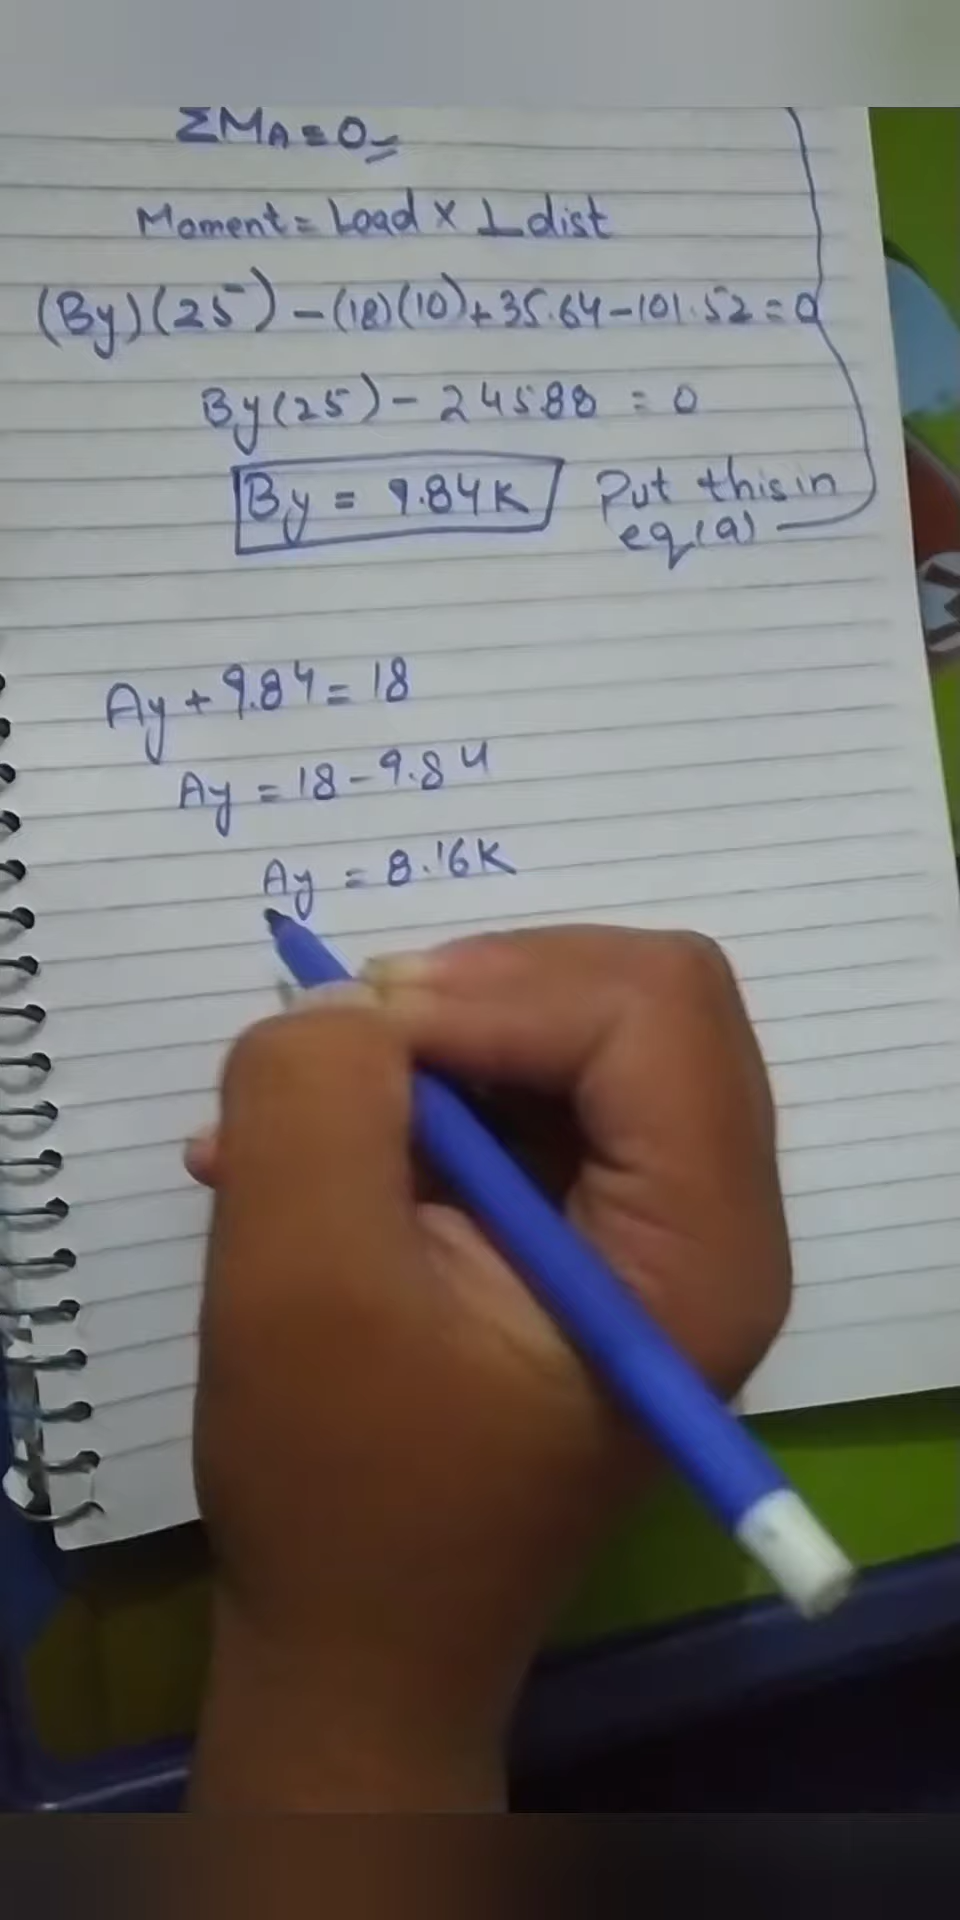 ΣMA = 0
Moment = Load × ⊥ dist
(By)(25) - (18)(10) + 35.64 - 101.52 = 0
By(25) - 245.88 = 0
By = 9.84K Put this in
eq(a)
Ay + 9.84 = 18
Ay = 18 - 9.84
Ay = 8.16K